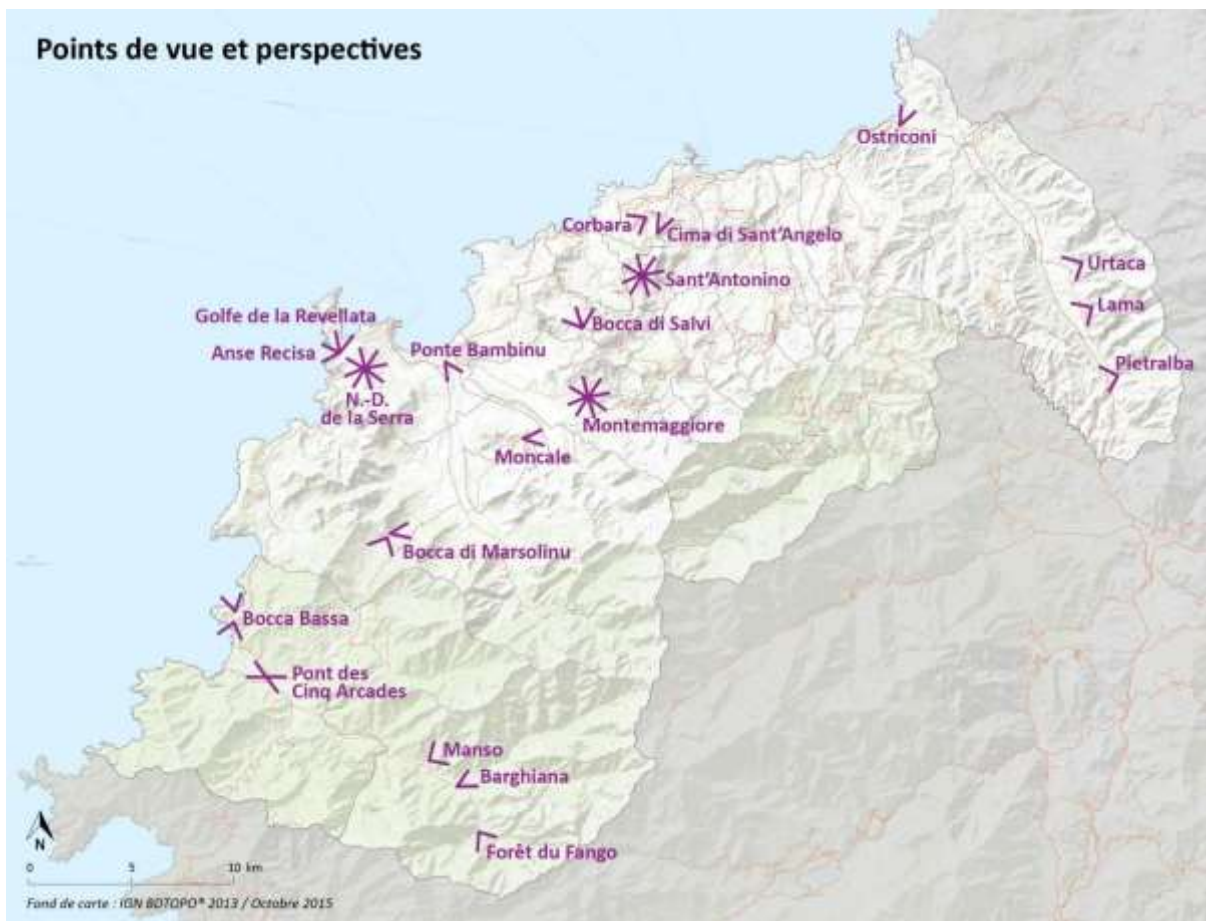 Points de vue et perspectives
Ostriconi
Corbara
Cima di Sant'Angelo
Urtaca
Sant'Antonino
Lama
Golfe de la Revellata
Bocca di Salvi
Anse Recisa
Ponte Bambinu
Pietralba
N.-D.
de la Serra
Montemaggiore
Moncale
Bocca di Marsolinu
Bocca Bassa
Pont des
Cinq Arcades
Manso
Barghiana
Forêt du Fango
N
0 5 10 km
Fond de carte : IGN BDTOPO® 2013 / Octobre 2015